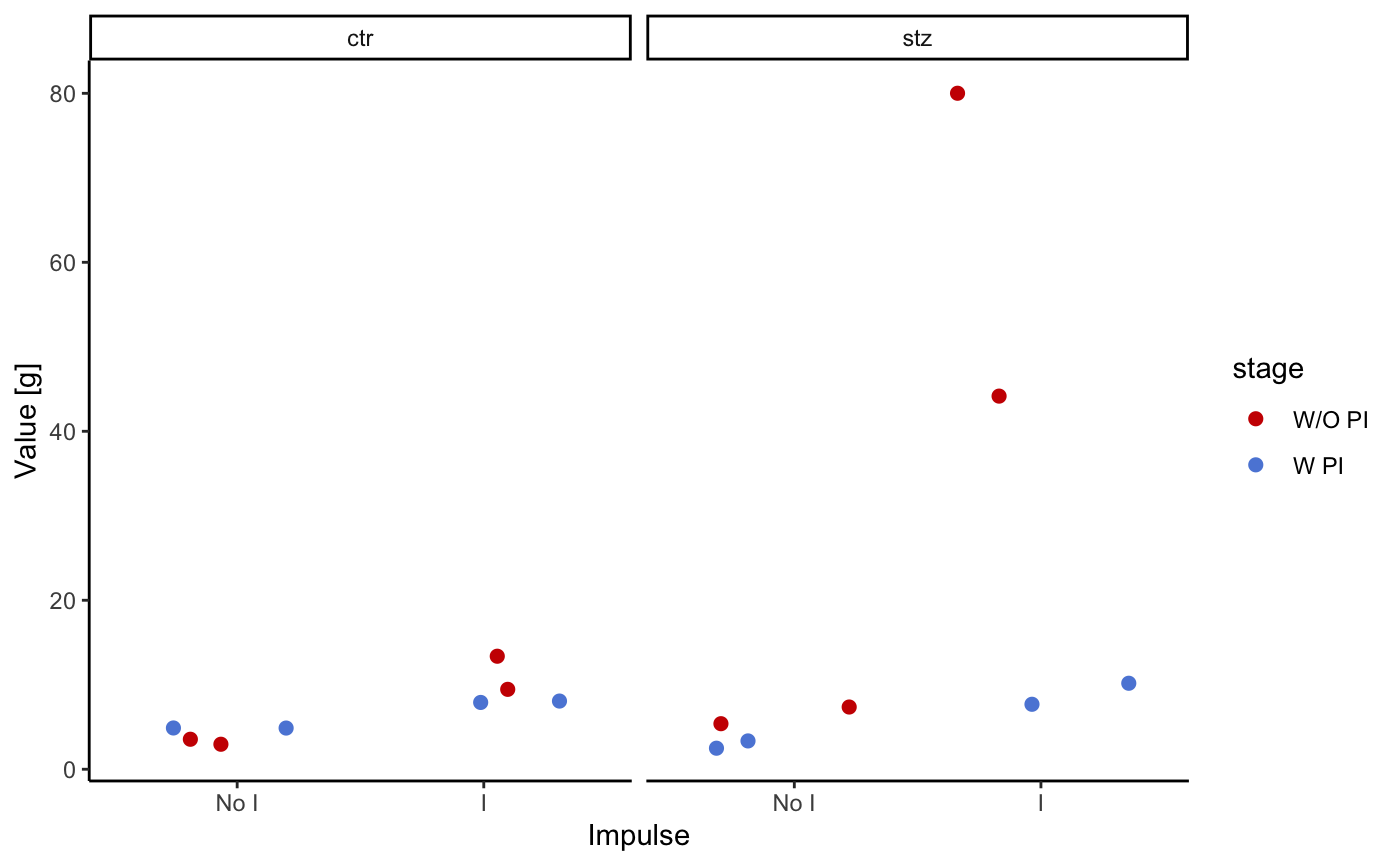 ctr
stz
80
60
40
20
0
Value [g]
No I
I
No I
I
Impulse
stage
W/O PI
W PI